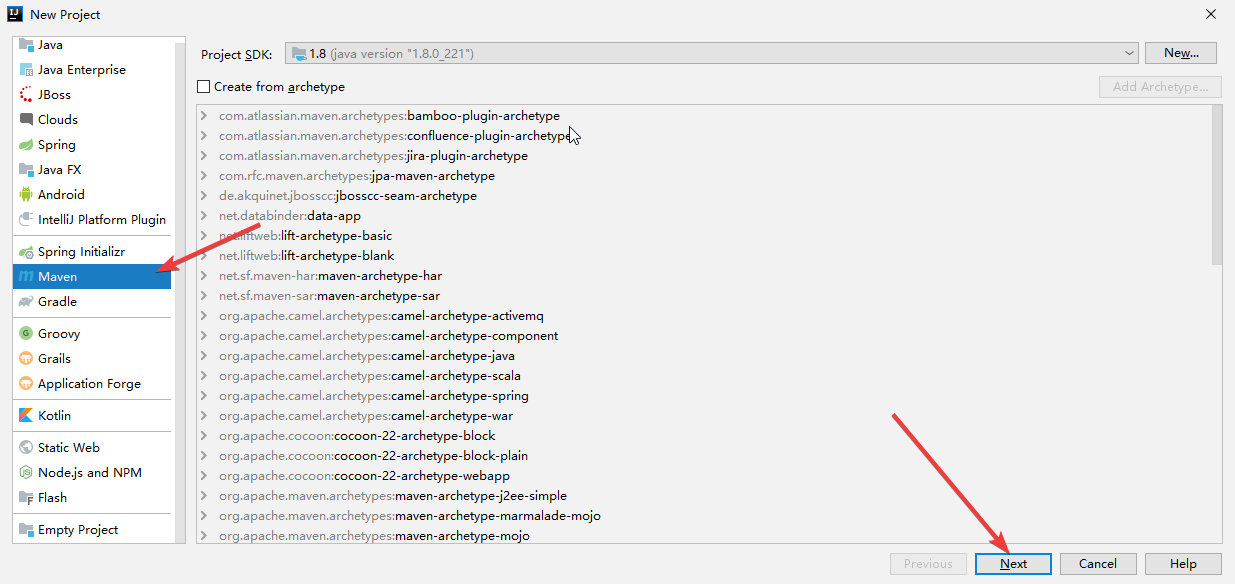 New Project
Java
Java Enterprise
JBoss
Clouds
Spring
Java FX
Android
IntelliJ Platform Plugin
Spring Initializr
Maven
Gradle
Groovy
Grails
Application Forge
Kotlin
Static Web
Node.js and NPM
Flash
Empty Project
Project SDK: 1.8 (java version "1.8.0_221") New...
Create from archetype Add Archetype...
com.atlassian.maven.archetypes:bamboo-plugin-archetype
com.atlassian.maven.archetypes:confluence-plugin-archetype
com.atlassian.maven.archetypes:jira-plugin-archetype
com.rfc.maven.archetypes:jpa-maven-archetype
de.akquinet.jbosscc:jbosscc-seam-archetype
net.databinder:data-app
net.liftweb:lift-archetype-basic
net.liftweb:lift-archetype-blank
net.sf.maven-har:maven-archetype-har
net.sf.maven-sar:maven-archetype-sar
org.apache.camel.archetypes:camel-archetype-activemq
org.apache.camel.archetypes:camel-archetype-component
org.apache.camel.archetypes:camel-archetype-java
org.apache.camel.archetypes:camel-archetype-scala
org.apache.camel.archetypes:camel-archetype-spring
org.apache.camel.archetypes:camel-archetype-war
org.apache.cocoon:cocoon-22-archetype-block
org.apache.cocoon:cocoon-22-archetype-block-plain
org.apache.cocoon:cocoon-22-archetype-webapp
org.apache.maven.archetypes:maven-archetype-j2ee-simple
org.apache.maven.archetypes:maven-archetype-marmalade-mojo
org.apache.maven.archetypes:maven-archetype-mojo
Previous Next Cancel Help